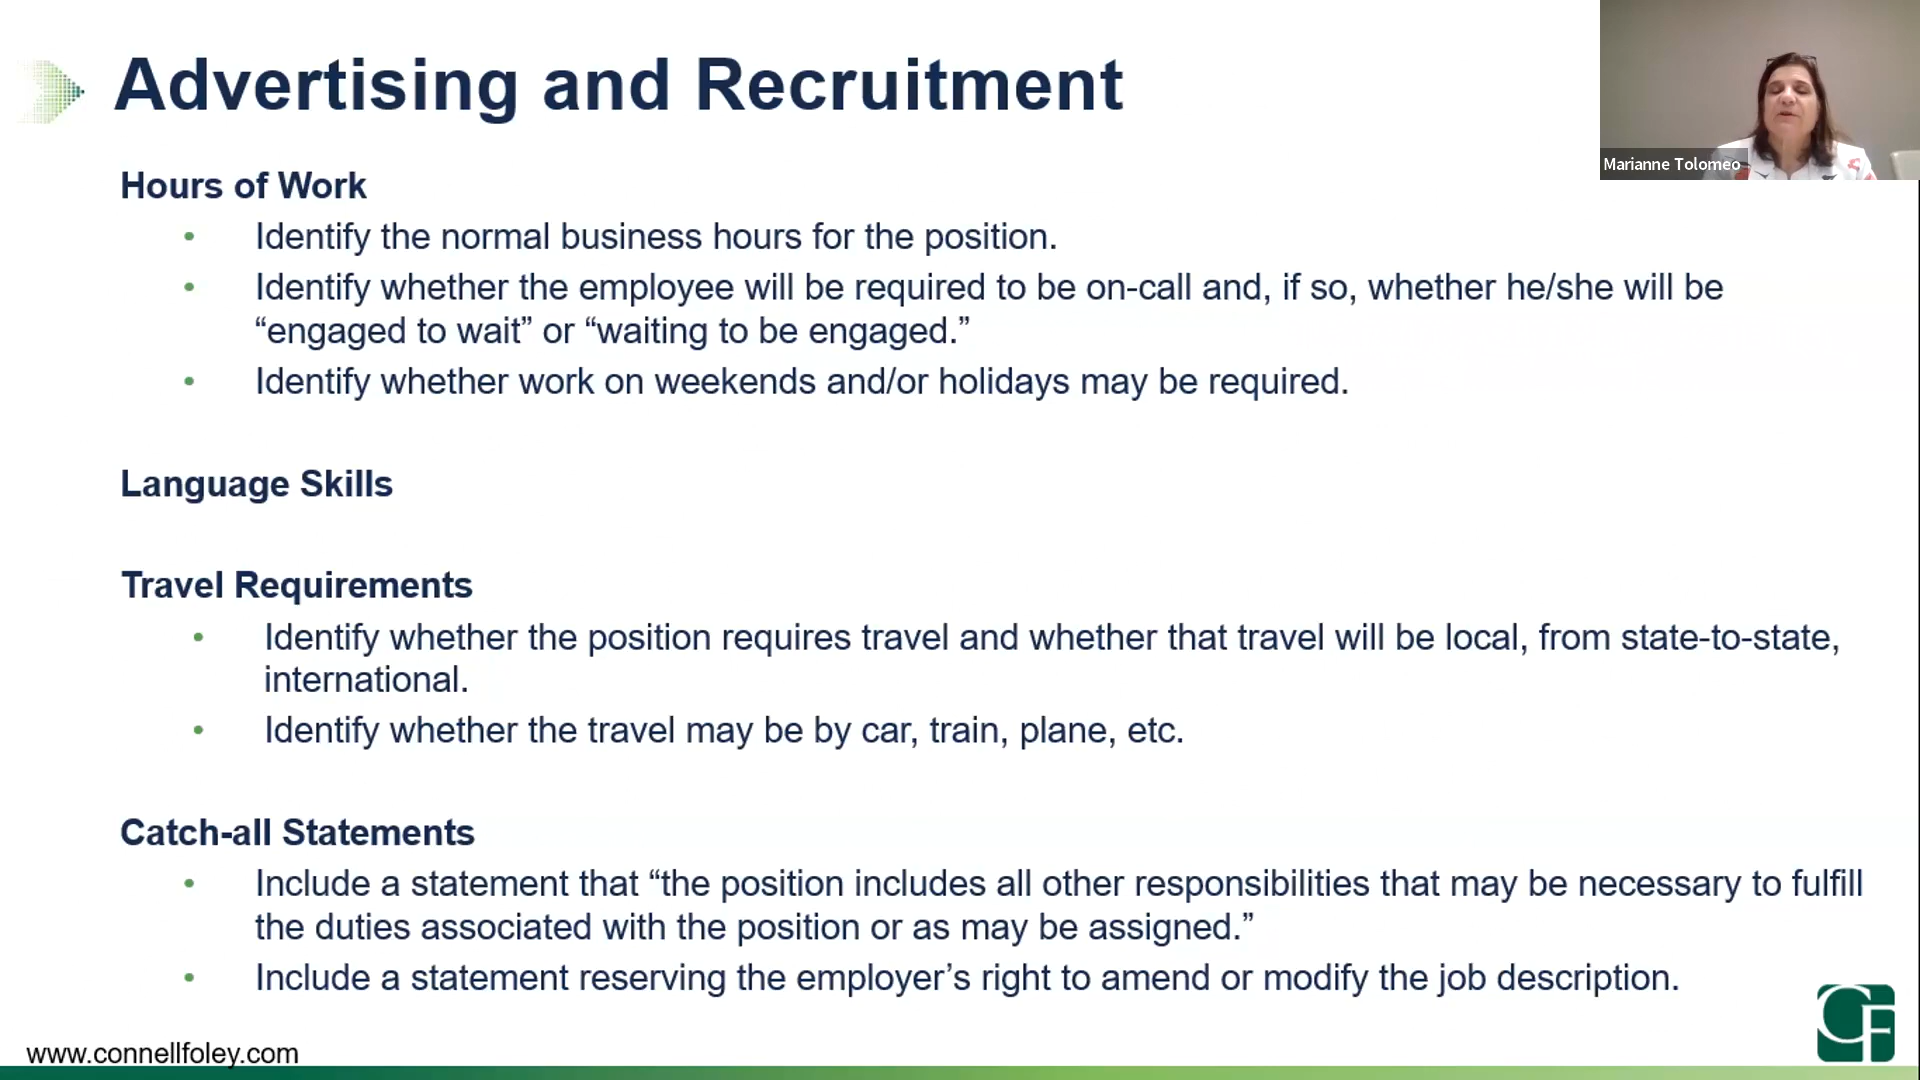 Advertising and Recruitment
Marianne Tolomeo
Hours of Work
• Identify the normal business hours for the position.
• Identify whether the employee will be required to be on-call and, if so, whether he/she will be
“engaged to wait” or “waiting to be engaged.”
• Identify whether work on weekends and/or holidays may be required.
Language Skills
Travel Requirements
• Identify whether the position requires travel and whether that travel will be local, from state-to-state,
international.
• Identify whether the travel may be by car, train, plane, etc.
Catch-all Statements
• Include a statement that “the position includes all other responsibilities that may be necessary to fulfill
the duties associated with the position or as may be assigned.”
• Include a statement reserving the employer’s right to amend or modify the job description.
CF
www.connellfoley.com